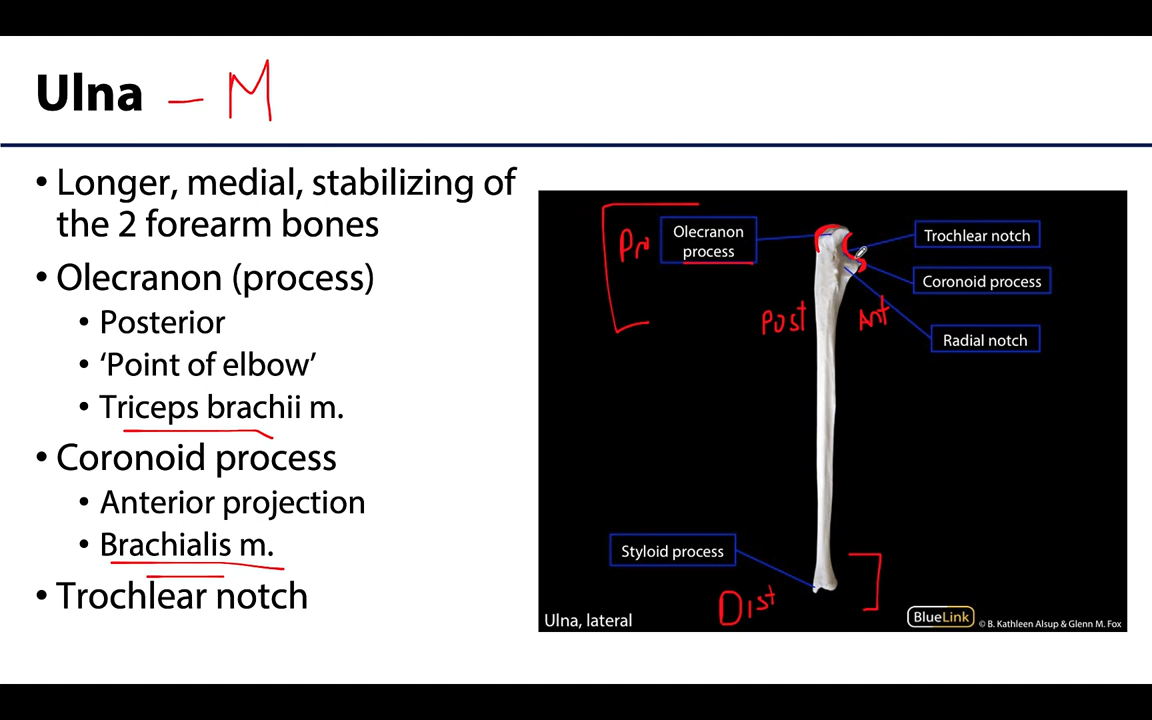 Ulna – M
• Longer, medial, stabilizing of
the 2 forearm bones
• Olecranon (process)
• Posterior
• ‘Point of elbow’
• Triceps brachii m.
• Coronoid process
• Anterior projection
• Brachialis m.
• Trochlear notch
Pr
Olecranon
process
Trochlear notch
Coronoid process
Post
Ant
Radial notch
Styloid process
Dist
Ulna, lateral
BlueLink
© B. Kathleen Alsup & Glenn M. Fox